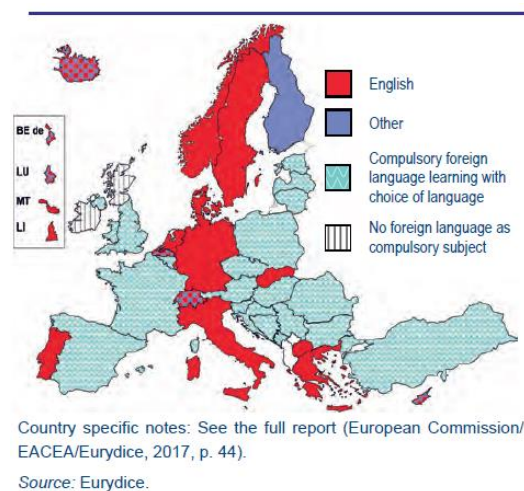 English
Other
Compulsory foreign
language learning with
choice of language
No foreign language as
compulsory subject
BE de
LU
MT
LI
Country specific notes: See the full report (European Commission/
EACEA/Eurydice, 2017, p. 44).
Source: Eurydice.